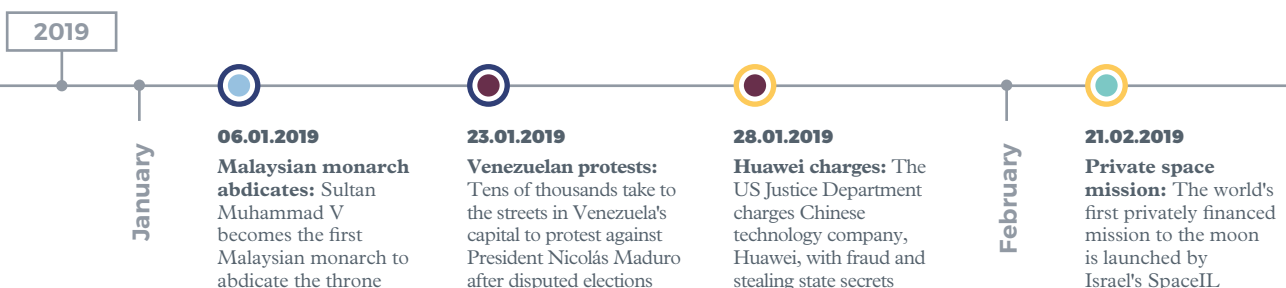 2019
January
06.01.2019
Malaysian monarch
abdicates: Sultan
Muhammad V
becomes the first
Malaysian monarch to
abdicate the throne
23.01.2019
Venezuelan protests:
Tens of thousands take to
the streets in Venezuela's
capital to protest against
President Nicolás Maduro
after disputed elections
28.01.2019
Huawei charges: The
US Justice Department
charges Chinese
technology company,
Huawei, with fraud and
stealing state secrets
February
21.02.2019
Private space
mission: The world's
first privately financed
mission to the moon
is launched by
Israel's SpaceIL